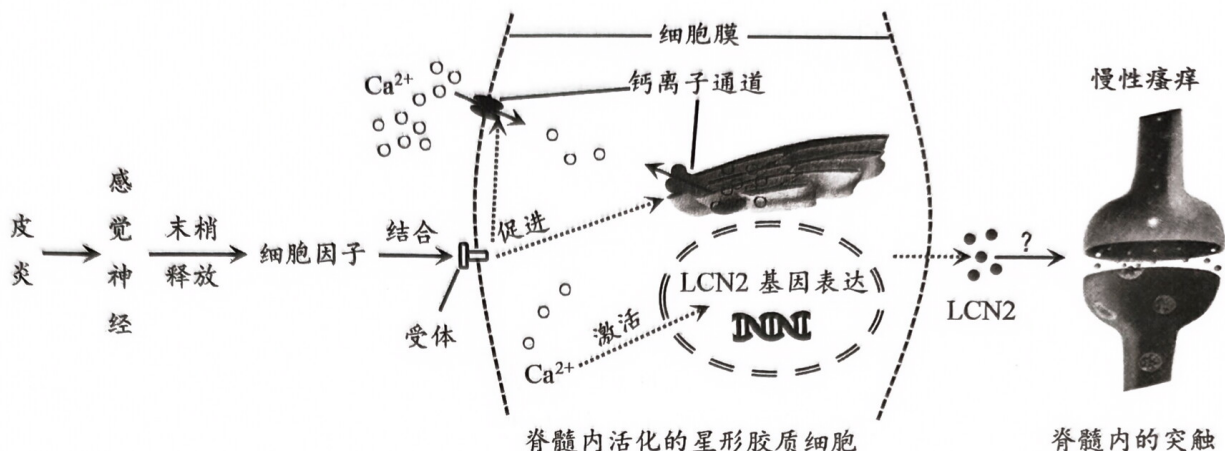 细胞膜
Ca²⁺
钙离子通道
慢性瘙痒
皮炎
感觉神经
末梢
释放
细胞因子
结合
受体
促进
LCN2 基因表达
激活
Ca²⁺
LCN2
?
脊髓内活化的星形胶质细胞
脊髓内的突触